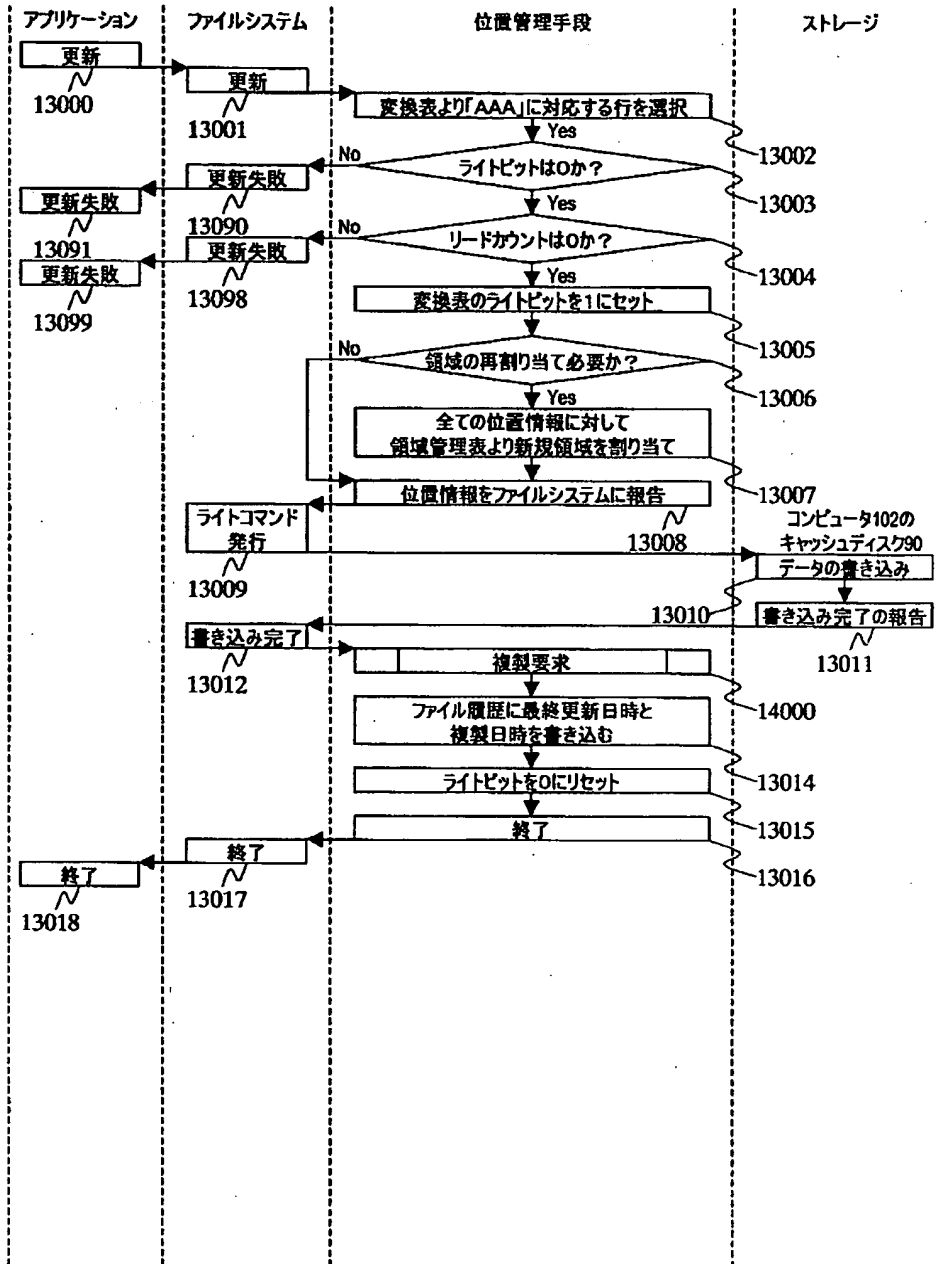 アプリケーション
ファイルシステム
位置管理手段
ストレージ
更新
13000
更新
13001
変換表より「AAA」に対応する行を選択
13002
Yes
ライトビットは0か？
13003
No
更新失敗
13090
更新失敗
13091
Yes
リードカウントは0か？
13004
No
更新失敗
13098
更新失敗
13099
Yes
変換表のライトビットを1にセット
13005
領域の再割り当て必要か？
13006
No
Yes
全ての位置情報に対して
領域管理表より新規領域を割り当て
13007
位置情報をファイルシステムに報告
13008
ライトコマンド
発行
13009
コンピュータ102の
キャッシュディスク90
データの書き込み
13010
書き込み完了の報告
13011
書き込み完了
13012
複製要求
14000
ファイル履歴に最終更新日時と
複製日時を書き込む
13014
ライトビットを0にリセット
13015
終了
13016
終了
13017
終了
13018